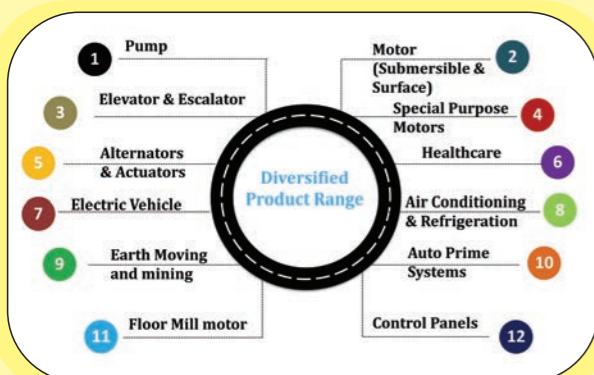 1
Pump
2
Motor
(Submersible &
Surface)
3
Elevator & Escalator
4
Special Purpose
Motors
5
Alternators
& Actuators
6
Healthcare
Diversified
Product Range
7
Electric Vehicle
8
Air Conditioning
& Refrigeration
9
Earth Moving
and mining
10
Auto Prime
Systems
11
Floor Mill motor
12
Control Panels